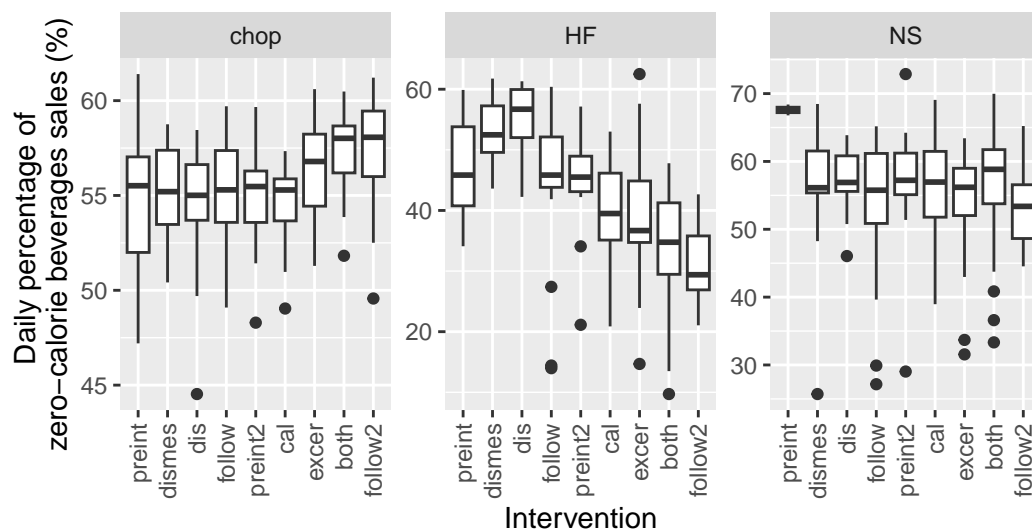 chop HF NS
Daily percentage of
zero−calorie beverages sales (%)
60
55
50
45
60
40
20
70
60
50
40
30
preint dismes dis follow preint2 cal excer both follow2
preint dismes dis follow preint2 cal excer both follow2
preint dismes dis follow preint2 cal excer both follow2
Intervention